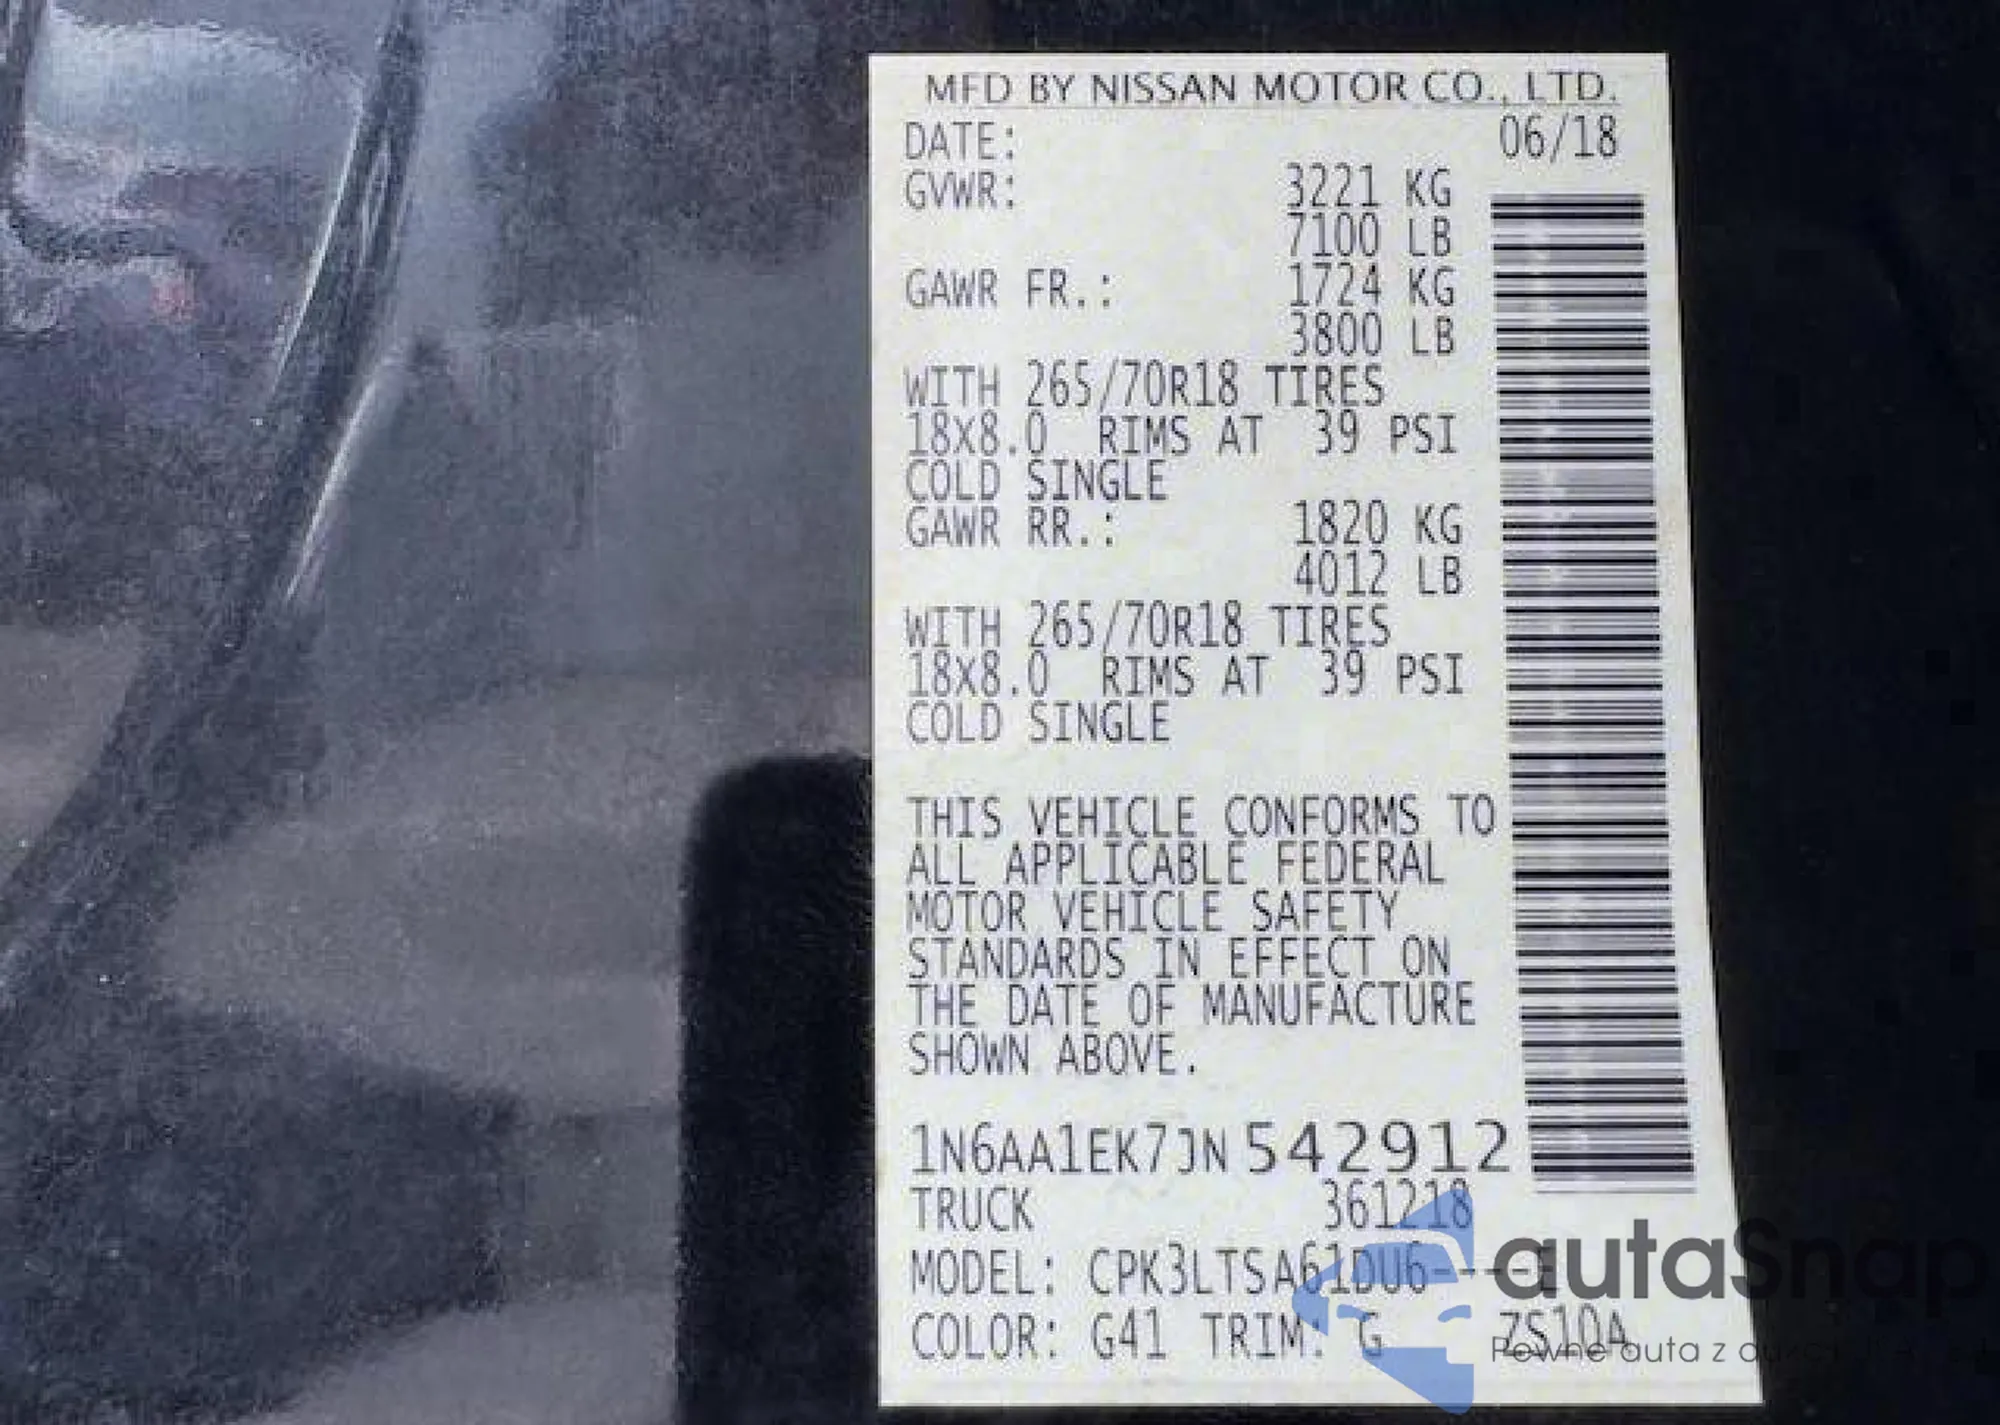 MFD BY NISSAN MOTOR CO., LTD.
DATE: 06/18
GVWR: 3221 KG
7100 LB
GAWR FR.: 1724 KG
3800 LB
WITH 265/70R18 TIRES
18X8.0 RIMS AT 39 PSI
COLD SINGLE
GAWR RR.: 1820 KG
4012 LB
WITH 265/70R18 TIRES
18X8.0 RIMS AT 39 PSI
COLD SINGLE
THIS VEHICLE CONFORMS TO
ALL APPLICABLE FEDERAL
MOTOR VEHICLE SAFETY
STANDARDS IN EFFECT ON
THE DATE OF MANUFACTURE
SHOWN ABOVE.
1N6AA1EK7JN542912
TRUCK 361218
MODEL: CPK3LTSA61DU6-----E
COLOR: G41 TRIM: G ZS10A
autaSnap
Pewne auta z